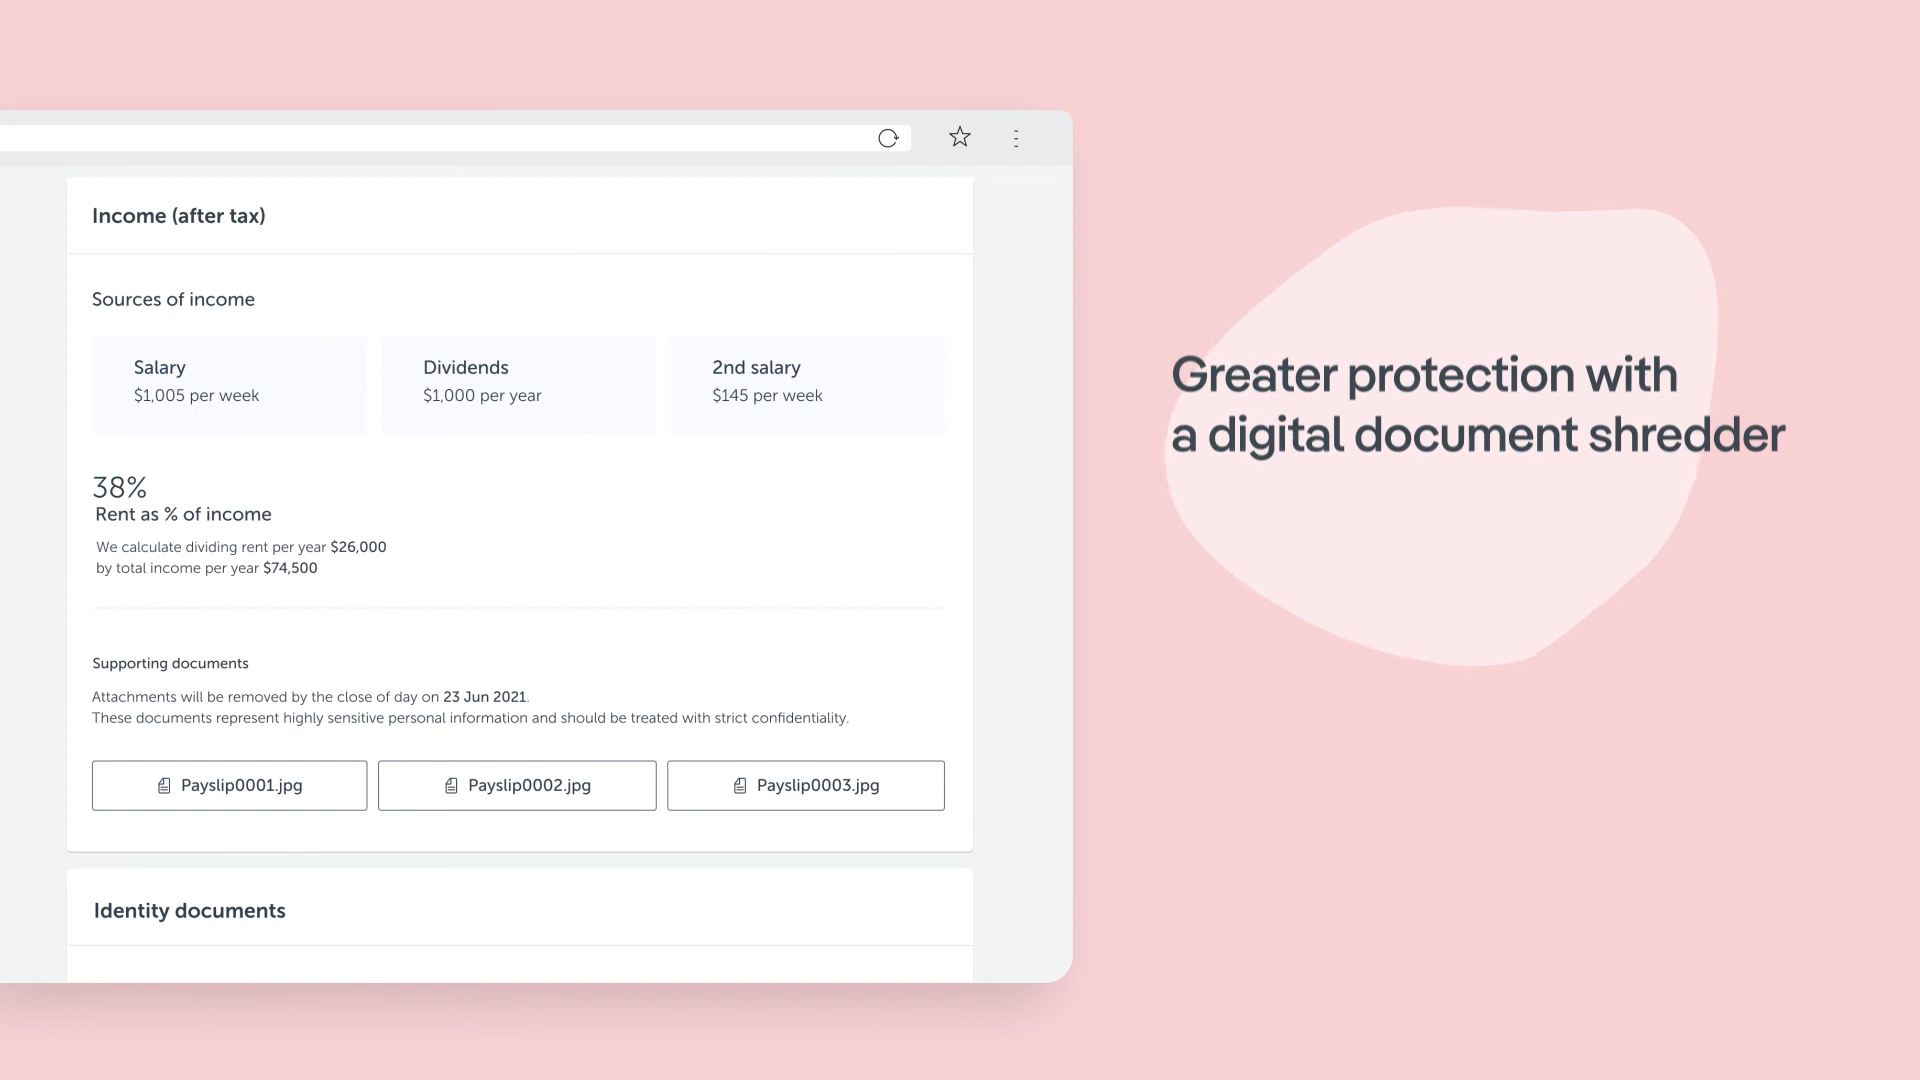 Income (after tax)
Sources of income
Salary
$1,005 per week
Dividends
$1,000 per year
2nd salary
$145 per week
38%
Rent as % of income
We calculate dividing rent per year $26,000
by total income per year $74,500
Supporting documents
Attachments will be removed by the close of day on 23 Jun 2021.
These documents represent highly sensitive personal information and should be treated with strict confidentiality.
Payslip0001.jpg
Payslip0002.jpg
Payslip0003.jpg
Identity documents
Greater protection with
a digital document shredder